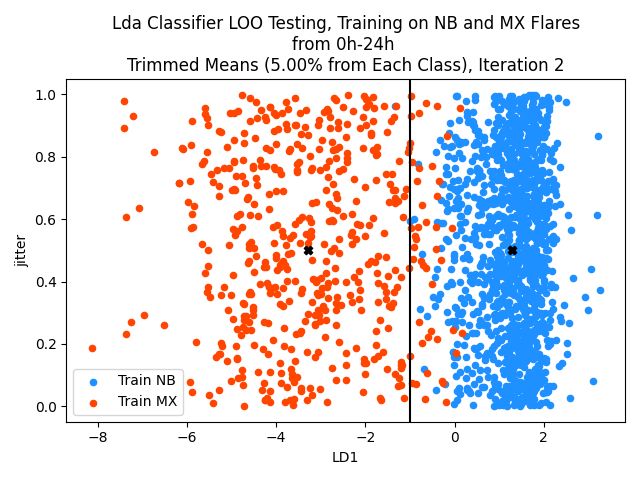 Lda Classifier LOO Testing, Training on NB and MX Flares
from 0h-24h
Trimmed Means (5.00% from Each Class), Iteration 2
1.0
0.8
0.6
0.4
0.2
0.0
jitter
Train NB
Train MX
−8
−6
−4
−2
0
2
LD1